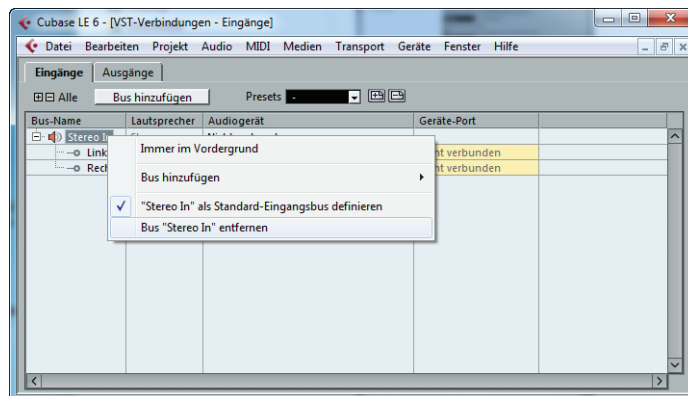 Cubase LE 6 - [VST-Verbindungen - Eingänge]
Datei Bearbeiten Projekt Audio MIDI Medien Transport Geräte Fenster Hilfe
Eingänge Ausgänge
Alle Bus hinzufügen Presets -
Bus-Name Lautsprecher Audiogerät Geräte-Port
Stereo In
Link
verbunden
Rech
verbunden
Immer im Vordergrund
Bus hinzufügen
"Stereo In" als Standard-Eingangsbus definieren
Bus "Stereo In" entfernen